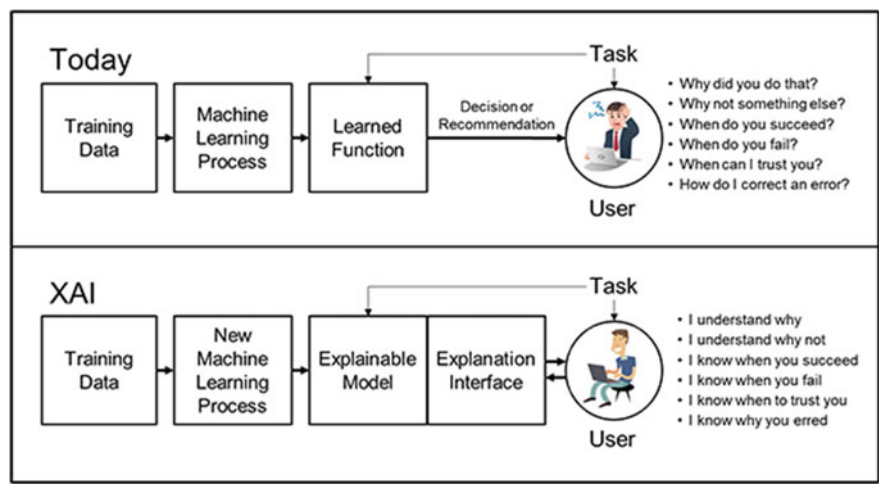 Today
Training
Data
Machine
Learning
Process
Learned
Function
Decision or
Recommendation
Task
User
• Why did you do that?
• Why not something else?
• When do you succeed?
• When do you fail?
• When can I trust you?
• How do I correct an error?
XAI
Training
Data
New
Machine
Learning
Process
Explainable
Model
Explanation
Interface
Task
User
• I understand why
• I understand why not
• I know when you succeed
• I know when you fail
• I know when to trust you
• I know why you erred